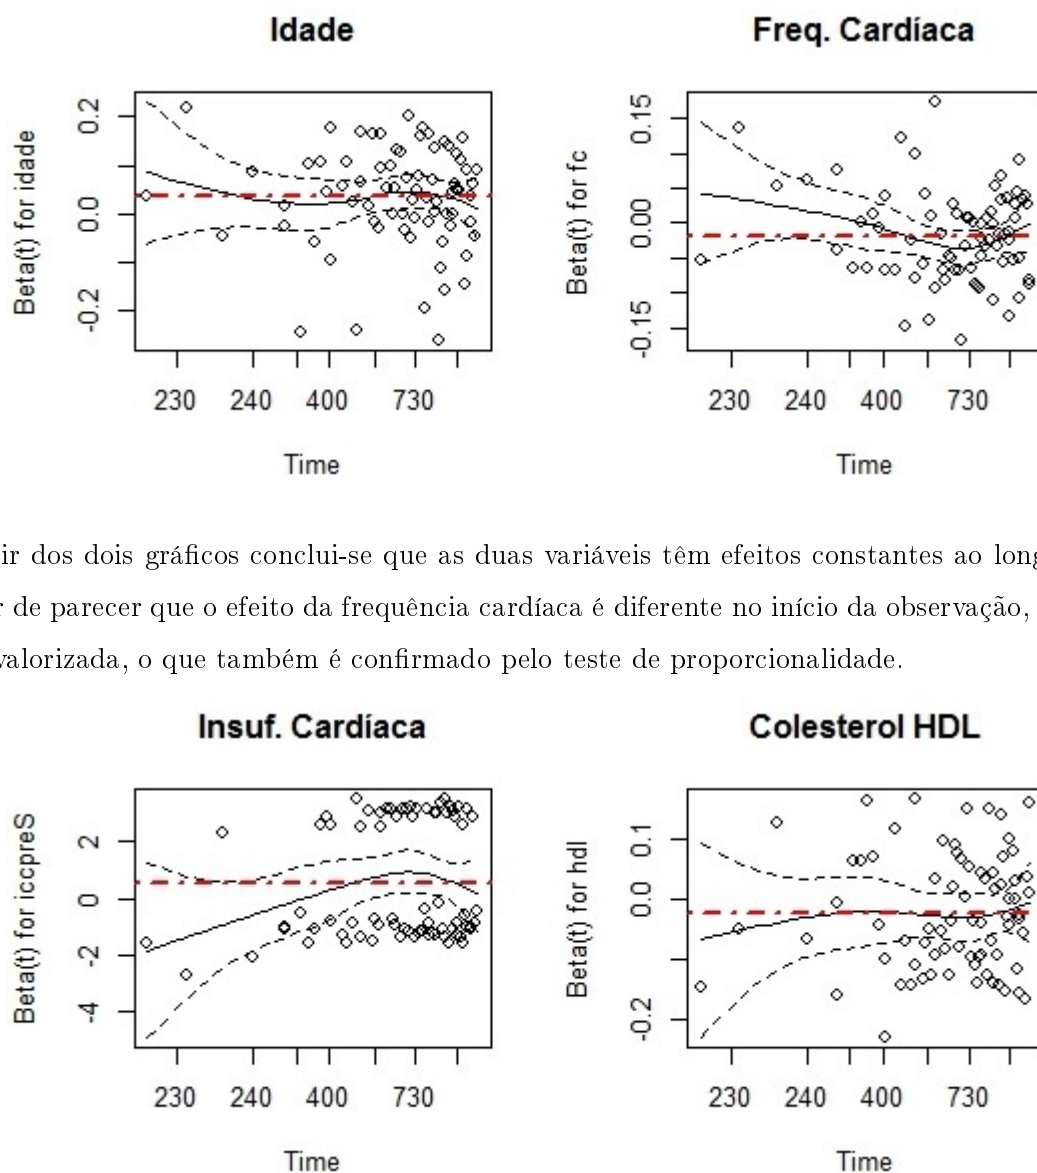 Idade
Freq. Cardíaca
Beta(t) for idade
0.2
0.0
-0.2
230 240 400 730
Time
Beta(t) for fc
0.15
0.00
-0.15
230 240 400 730
Time
ir dos dois gráficos conclui-se que as duas variáveis têm efeitos constantes ao long
r de parecer que o efeito da frequência cardíaca é diferente no início da observação,
valorizada, o que também é confirmado pelo teste de proporcionalidade.
Insuf. Cardíaca
Colesterol HDL
Beta(t) for iccpreS
2
0
-2
-4
230 240 400 730
Time
Beta(t) for hdl
0.1
0.0
-0.2
230 240 400 730
Time